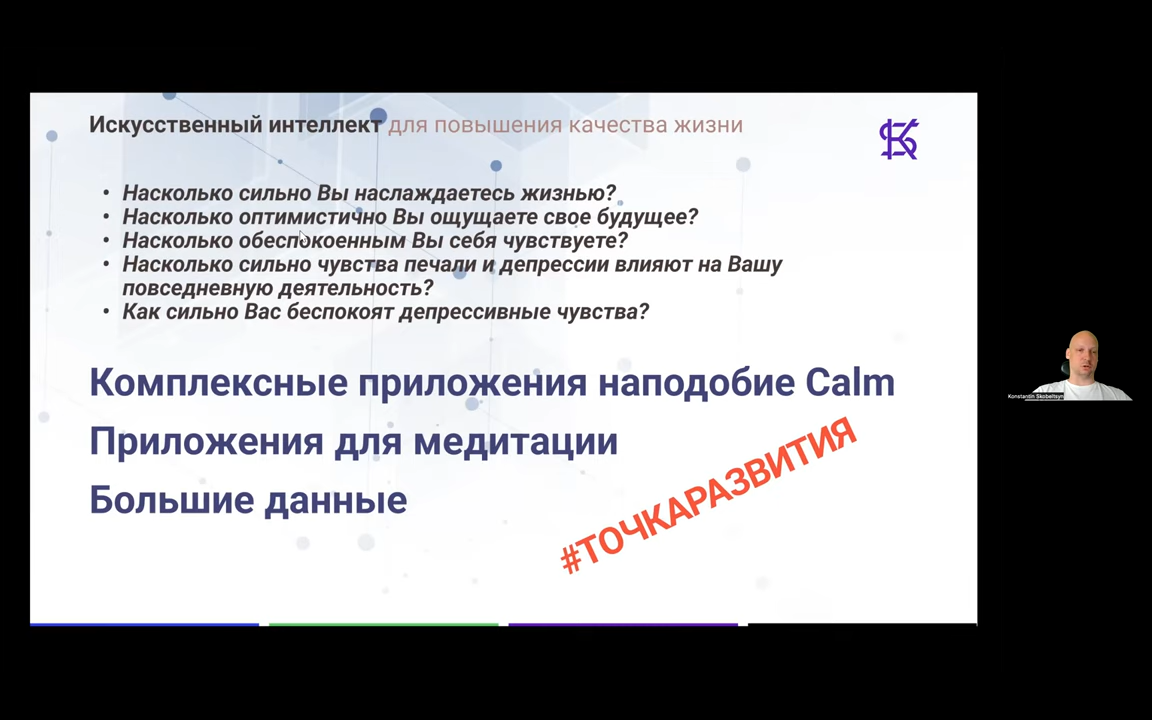 Искусственный интеллект для повышения качества жизни
• Насколько сильно Вы наслаждаетесь жизнью?
• Насколько оптимистично Вы ощущаете свое будущее?
• Насколько обеспокоенным Вы себя чувствуете?
• Насколько сильно чувства печали и депрессии влияют на Вашу
повседневную деятельность?
• Как сильно Вас беспокоят депрессивные чувства?
Комплексные приложения наподобие Calm
Приложения для медитации
Большие данные
#ТОЧКАРАЗВИТИЯ
Konstantin Skobeltsyn